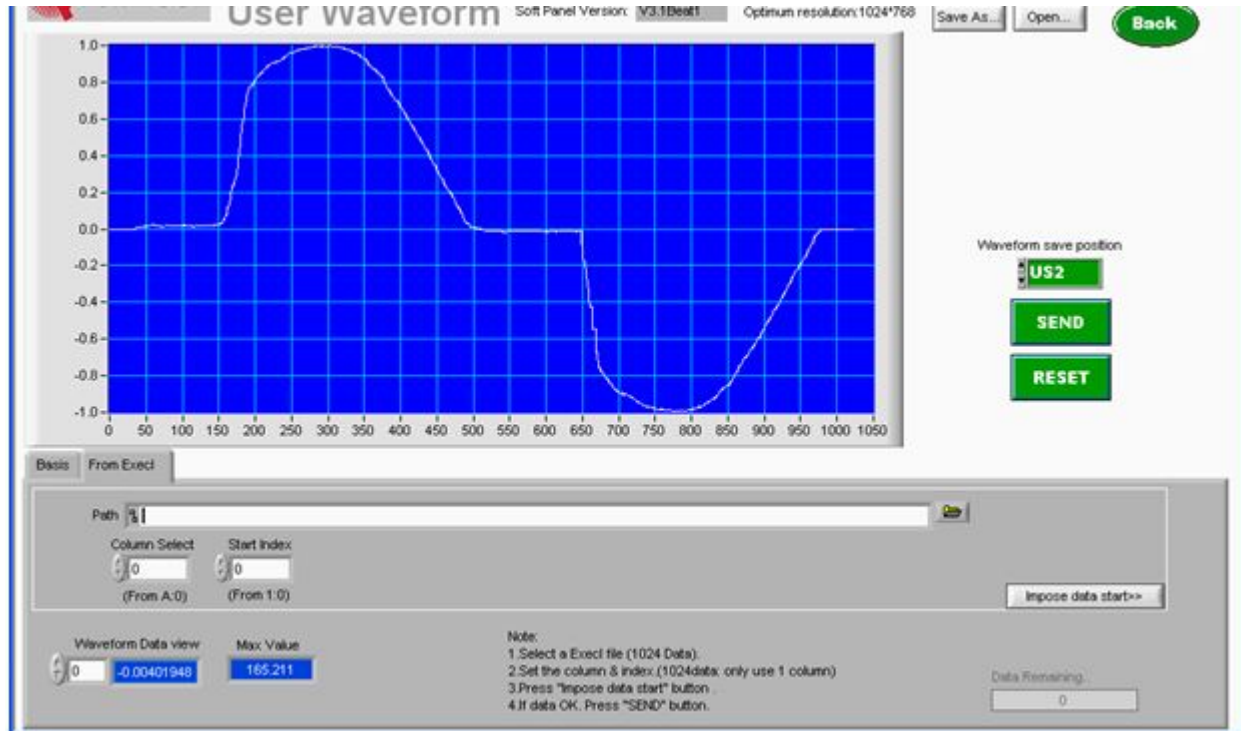 User Waveform Soft Panel Version: V3.1Beat1 Optimum resolution:1024*768 Save As... Open... Back
1.0
0.8
0.6
0.4
0.2
0.0
-0.2
-0.4
-0.6
-0.8
-1.0
0 50 100 150 200 250 300 350 400 450 500 550 600 650 700 750 800 850 900 950 1000 1050
Waveform save position
US2
SEND
RESET
Basis From Execl
Path %
Column Select Start Index
0 0
(From A:0) (From 1:0)
Impose data start>>
Waveform Data view Max Value
0 -0.00401948 165.211
Note:
1.Select a Execl file (1024 Data).
2.Set the column & index.(1024data: only use 1 column)
3.Press "Impose data start" button .
4.If data OK. Press "SEND" button.
Data Remaining..
0